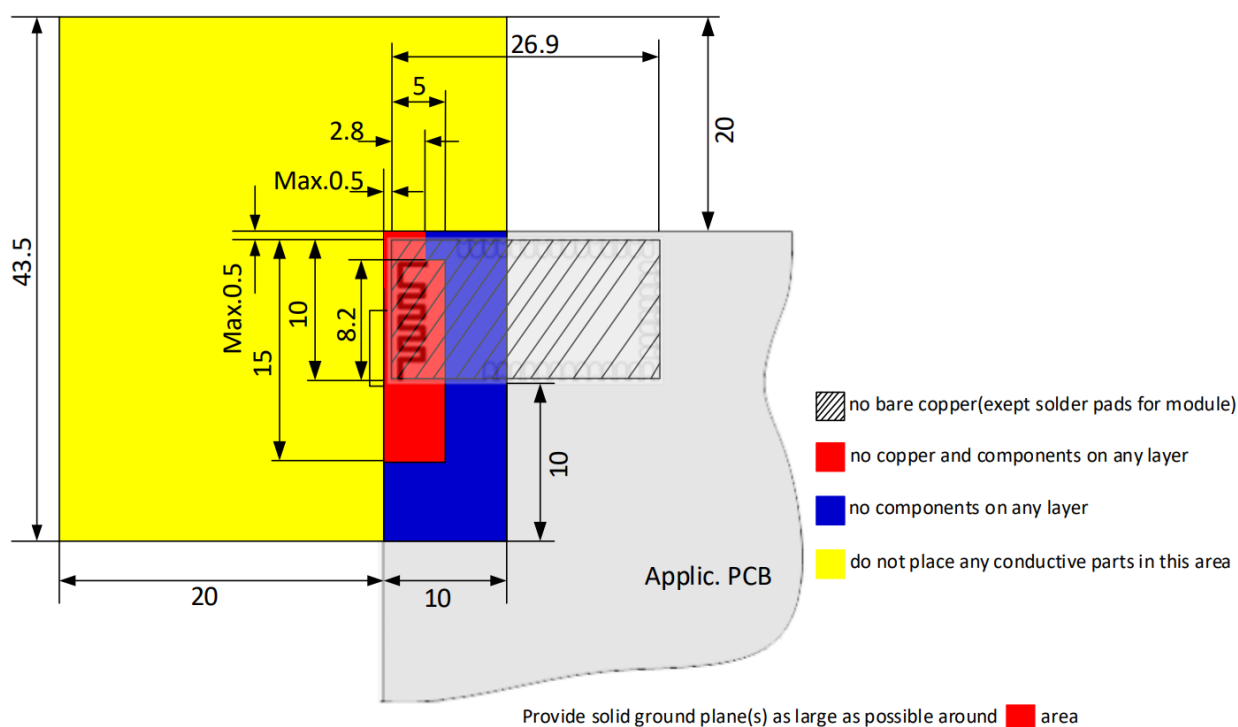 26.9
5
2.8
20
Max.0.5
43.5
Max.0.5
15
10
8.2
10
no bare copper(exept solder pads for module)
no copper and components on any layer
no components on any layer
do not place any conductive parts in this area
Applic. PCB
20
10
Provide solid ground plane(s) as large as possible around area